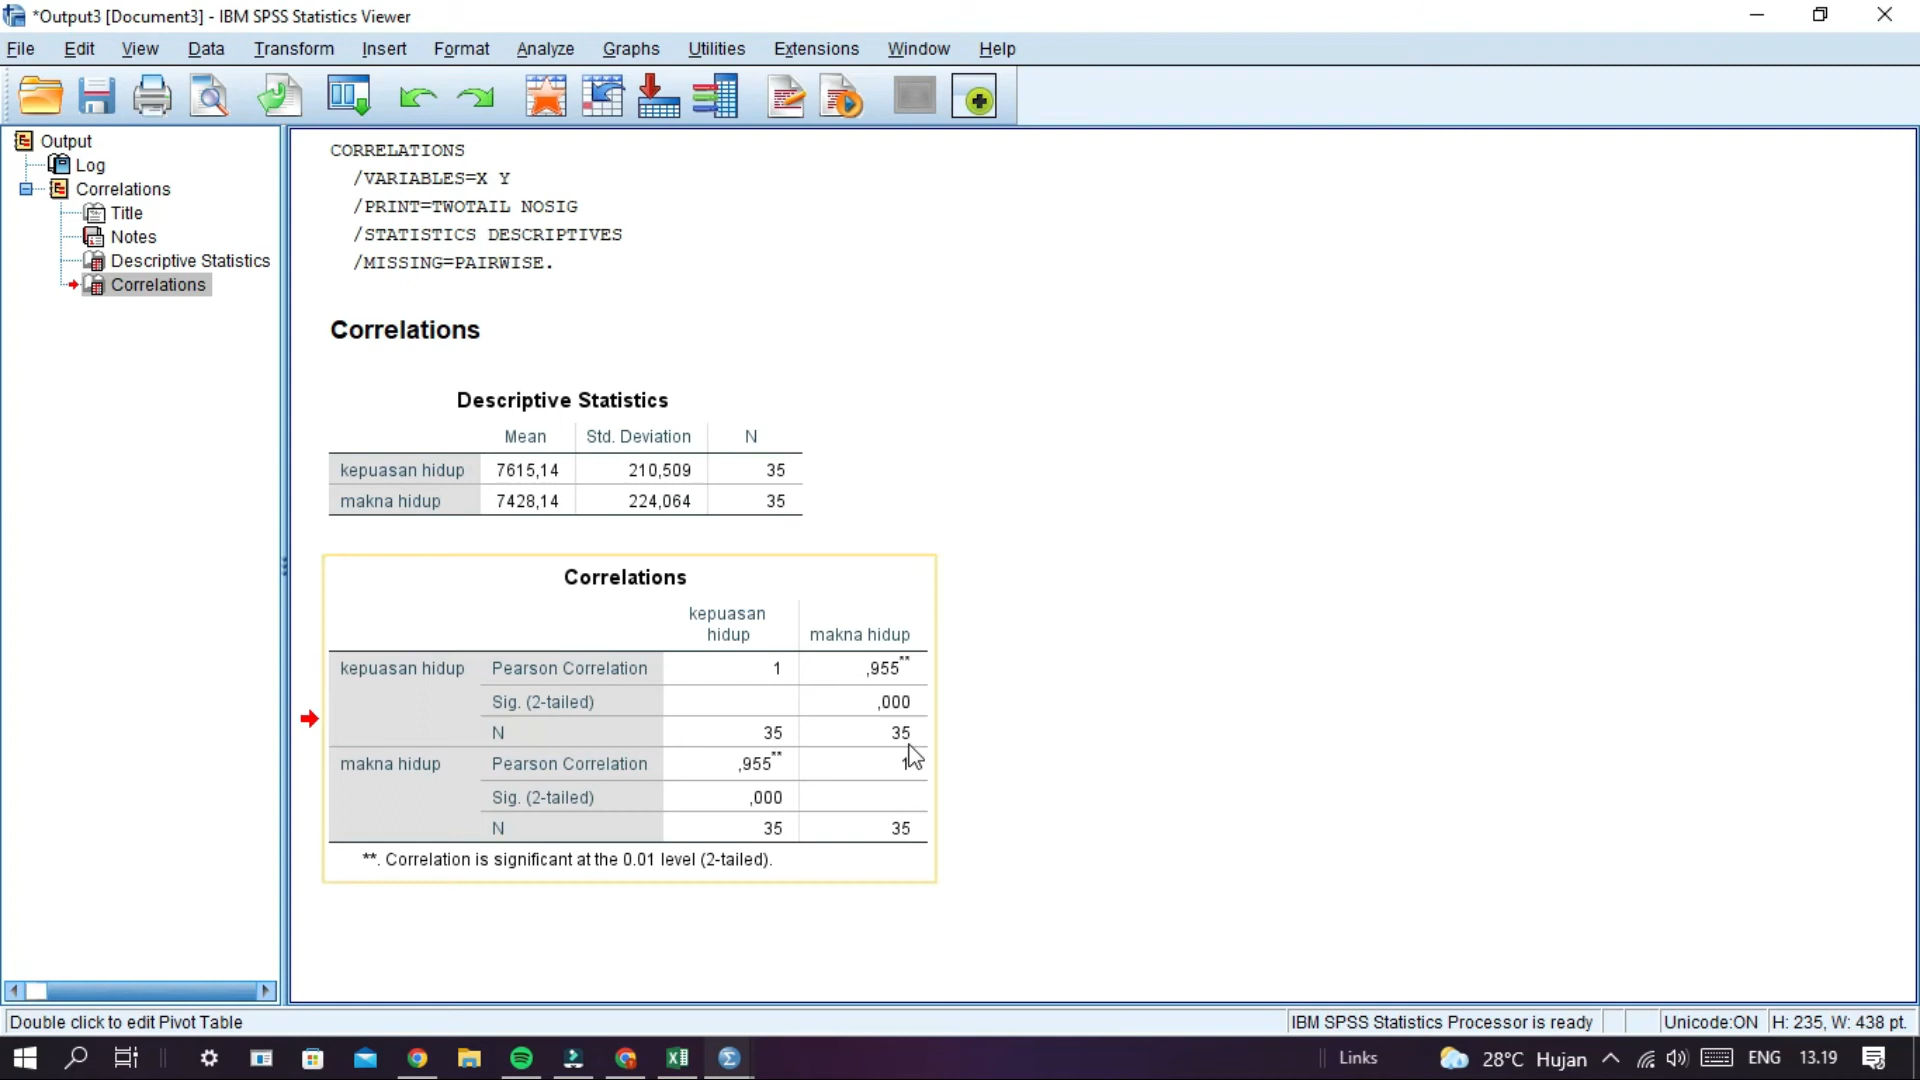 *Output3 [Document3] - IBM SPSS Statistics Viewer
File Edit View Data Transform Insert Format Analyze Graphs Utilities Extensions Window Help
Output
Log
Correlations
Title
Notes
Descriptive Statistics
Correlations
CORRELATIONS
/VARIABLES=X Y
/PRINT=TWOTAIL NOSIG
/STATISTICS DESCRIPTIVES
/MISSING=PAIRWISE.
Correlations
Descriptive Statistics
Mean Std. Deviation N
kepuasan hidup 7615,14 210,509 35
makna hidup 7428,14 224,064 35
Correlations
kepuasan
hidup makna hidup
kepuasan hidup Pearson Correlation 1 ,955**
Sig. (2-tailed) ,000
N 35 35
makna hidup Pearson Correlation ,955** 1
Sig. (2-tailed) ,000
N 35 35
**. Correlation is significant at the 0.01 level (2-tailed).
Double click to edit Pivot Table IBM SPSS Statistics Processor is ready Unicode:ON H: 235, W: 438 pt.
Links 28°C Hujan ENG 13.19